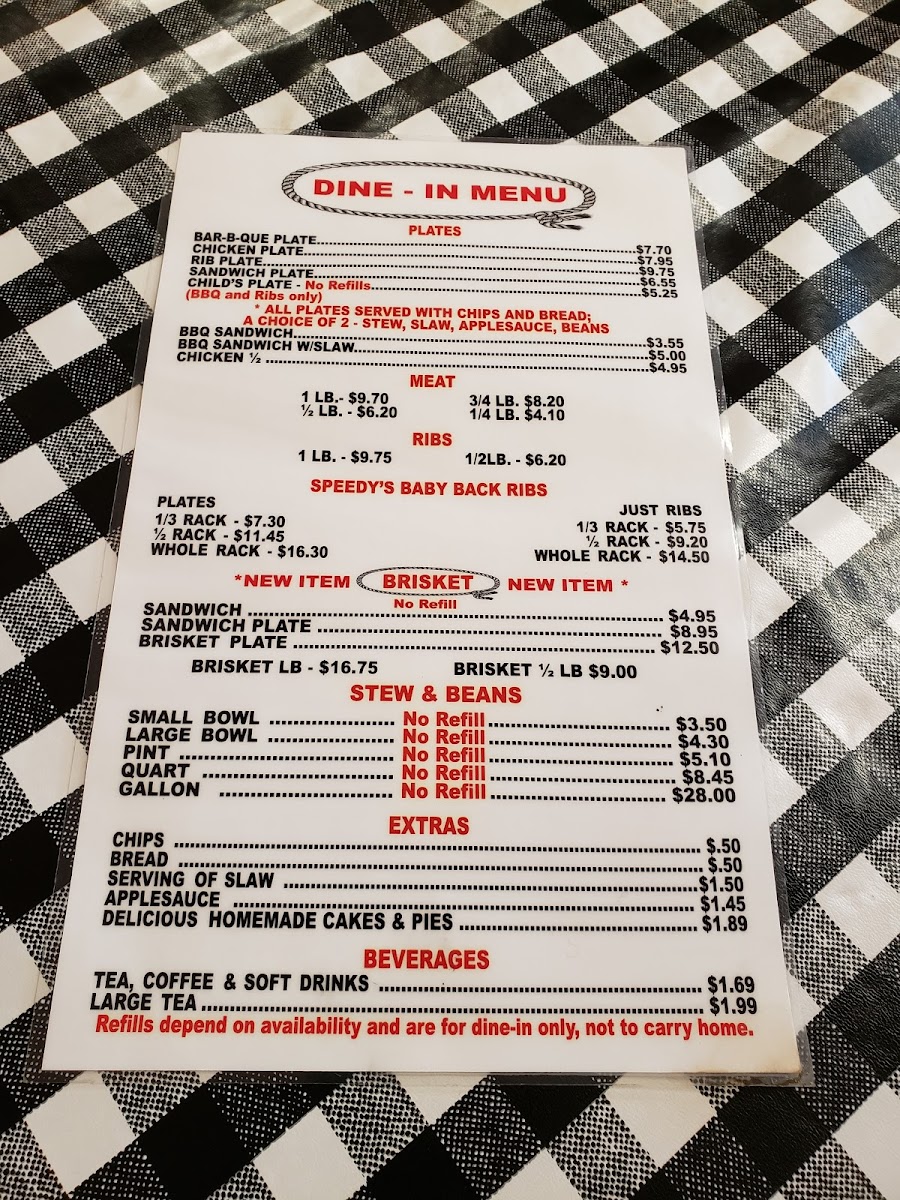 DINE - IN MENU
PLATES
BAR-B-QUE PLATE............$7.70
CHICKEN PLATE............$7.95
RIB PLATE............$9.75
SANDWICH PLATE............$6.55
CHILD'S PLATE - No Refills............$5.25
(BBQ and Ribs only)
* ALL PLATES SERVED WITH CHIPS AND BREAD;
A CHOICE OF 2 - STEW, SLAW, APPLESAUCE, BEANS
BBQ SANDWICH............$3.55
BBQ SANDWICH W/SLAW............$5.00
CHICKEN ½ ............$4.95
MEAT
1 LB.- $9.70 3/4 LB. $8.20
½ LB. - $6.20 1/4 LB. $4.10
RIBS
1 LB. - $9.75 1/2LB. - $6.20
SPEEDY'S BABY BACK RIBS
PLATES
1/3 RACK - $7.30
½ RACK - $11.45
WHOLE RACK - $16.30
JUST RIBS
1/3 RACK - $5.75
½ RACK - $9.20
WHOLE RACK - $14.50
*NEW ITEM BRISKET NEW ITEM *
No Refill
SANDWICH ............ $4.95
SANDWICH PLATE ............ $8.95
BRISKET PLATE ............ $12.50
BRISKET LB - $16.75 BRISKET ½ LB $9.00
STEW & BEANS
SMALL BOWL ............ No Refill ............ $3.50
LARGE BOWL ............ No Refill ............ $4.30
PINT ............ No Refill ............ $5.10
QUART ............ No Refill ............ $8.45
GALLON ............ No Refill ............ $28.00
EXTRAS
CHIPS ............ $.50
BREAD ............ $.50
SERVING OF SLAW ............ $1.50
APPLESAUCE ............ $1.45
DELICIOUS HOMEMADE CAKES & PIES ............ $1.89
BEVERAGES
TEA, COFFEE & SOFT DRINKS ............ $1.69
LARGE TEA ............ $1.99
Refills depend on availability and are for dine-in only, not to carry home.